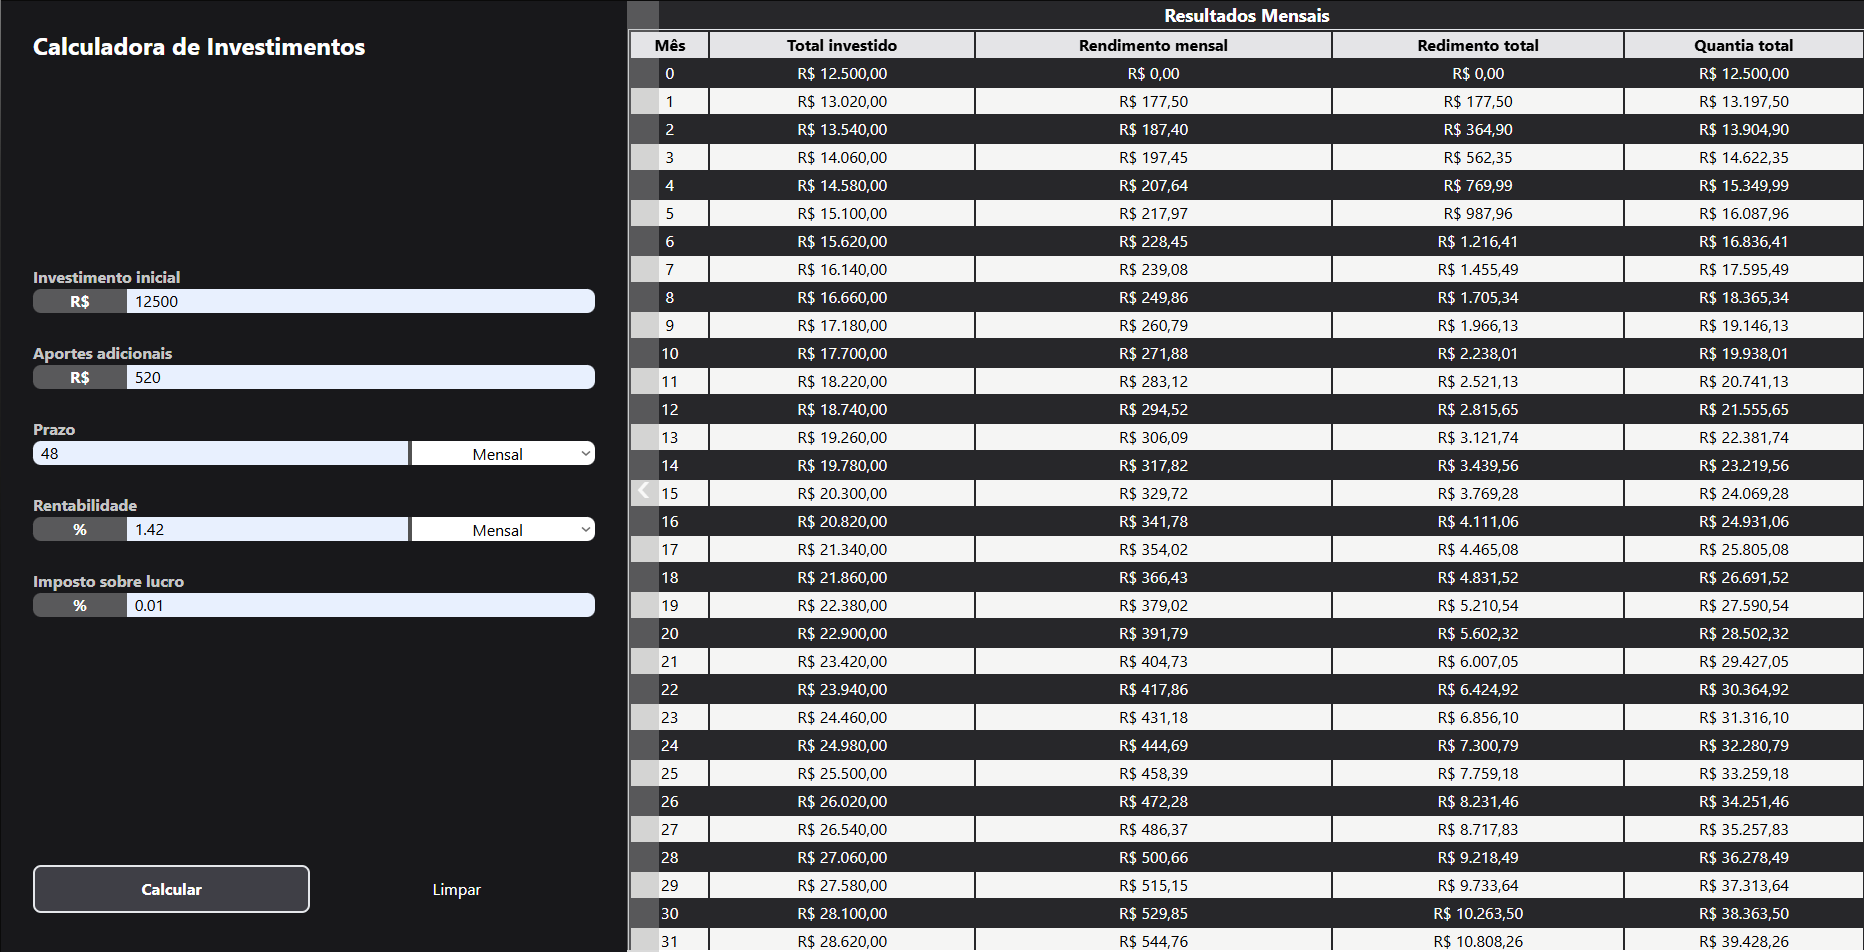 Calculadora de Investimentos
Investimento inicial
R$ 12500
Aportes adicionais
R$ 520
Prazo
48 Mensal
Rentabilidade
% 1.42 Mensal
Imposto sobre lucro
% 0.01
Calcular Limpar
Resultados Mensais
Mês Total investido Rendimento mensal Redimento total Quantia total
0 R$ 12.500,00 R$ 0,00 R$ 0,00 R$ 12.500,00
1 R$ 13.020,00 R$ 177,50 R$ 177,50 R$ 13.197,50
2 R$ 13.540,00 R$ 187,40 R$ 364,90 R$ 13.904,90
3 R$ 14.060,00 R$ 197,45 R$ 562,35 R$ 14.622,35
4 R$ 14.580,00 R$ 207,64 R$ 769,99 R$ 15.349,99
5 R$ 15.100,00 R$ 217,97 R$ 987,96 R$ 16.087,96
6 R$ 15.620,00 R$ 228,45 R$ 1.216,41 R$ 16.836,41
7 R$ 16.140,00 R$ 239,08 R$ 1.455,49 R$ 17.595,49
8 R$ 16.660,00 R$ 249,86 R$ 1.705,34 R$ 18.365,34
9 R$ 17.180,00 R$ 260,79 R$ 1.966,13 R$ 19.146,13
10 R$ 17.700,00 R$ 271,88 R$ 2.238,01 R$ 19.938,01
11 R$ 18.220,00 R$ 283,12 R$ 2.521,13 R$ 20.741,13
12 R$ 18.740,00 R$ 294,52 R$ 2.815,65 R$ 21.555,65
13 R$ 19.260,00 R$ 306,09 R$ 3.121,74 R$ 22.381,74
14 R$ 19.780,00 R$ 317,82 R$ 3.439,56 R$ 23.219,56
15 R$ 20.300,00 R$ 329,72 R$ 3.769,28 R$ 24.069,28
16 R$ 20.820,00 R$ 341,78 R$ 4.111,06 R$ 24.931,06
17 R$ 21.340,00 R$ 354,02 R$ 4.465,08 R$ 25.805,08
18 R$ 21.860,00 R$ 366,43 R$ 4.831,52 R$ 26.691,52
19 R$ 22.380,00 R$ 379,02 R$ 5.210,54 R$ 27.590,54
20 R$ 22.900,00 R$ 391,79 R$ 5.602,32 R$ 28.502,32
21 R$ 23.420,00 R$ 404,73 R$ 6.007,05 R$ 29.427,05
22 R$ 23.940,00 R$ 417,86 R$ 6.424,92 R$ 30.364,92
23 R$ 24.460,00 R$ 431,18 R$ 6.856,10 R$ 31.316,10
24 R$ 24.980,00 R$ 444,69 R$ 7.300,79 R$ 32.280,79
25 R$ 25.500,00 R$ 458,39 R$ 7.759,18 R$ 33.259,18
26 R$ 26.020,00 R$ 472,28 R$ 8.231,46 R$ 34.251,46
27 R$ 26.540,00 R$ 486,37 R$ 8.717,83 R$ 35.257,83
28 R$ 27.060,00 R$ 500,66 R$ 9.218,49 R$ 36.278,49
29 R$ 27.580,00 R$ 515,15 R$ 9.733,64 R$ 37.313,64
30 R$ 28.100,00 R$ 529,85 R$ 10.263,50 R$ 38.363,50
31 R$ 28.620,00 R$ 544,76 R$ 10.808,26 R$ 39.428,26